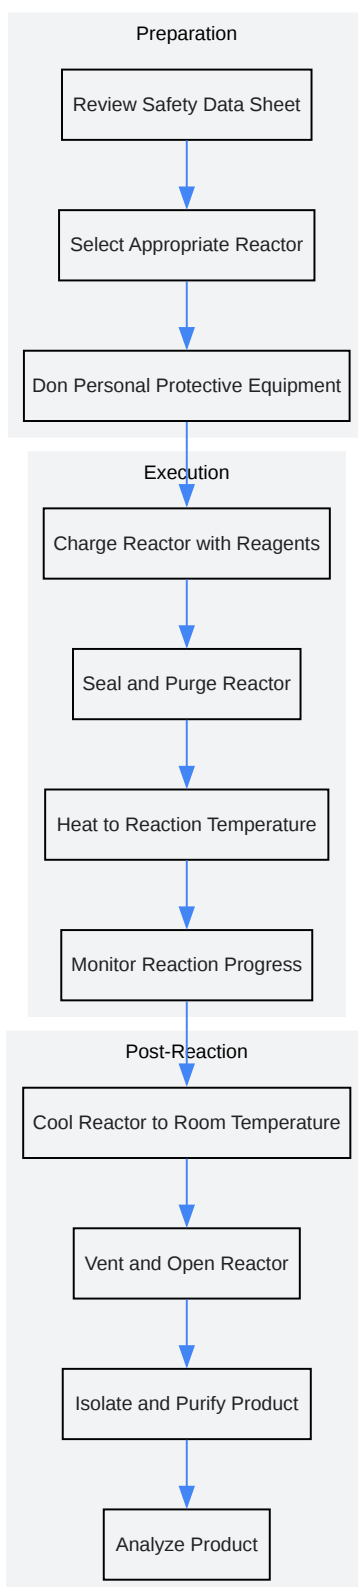 Preparation
Review Safety Data Sheet
Select Appropriate Reactor
Don Personal Protective Equipment
Execution
Charge Reactor with Reagents
Seal and Purge Reactor
Heat to Reaction Temperature
Monitor Reaction Progress
Post-Reaction
Cool Reactor to Room Temperature
Vent and Open Reactor
Isolate and Purify Product
Analyze Product